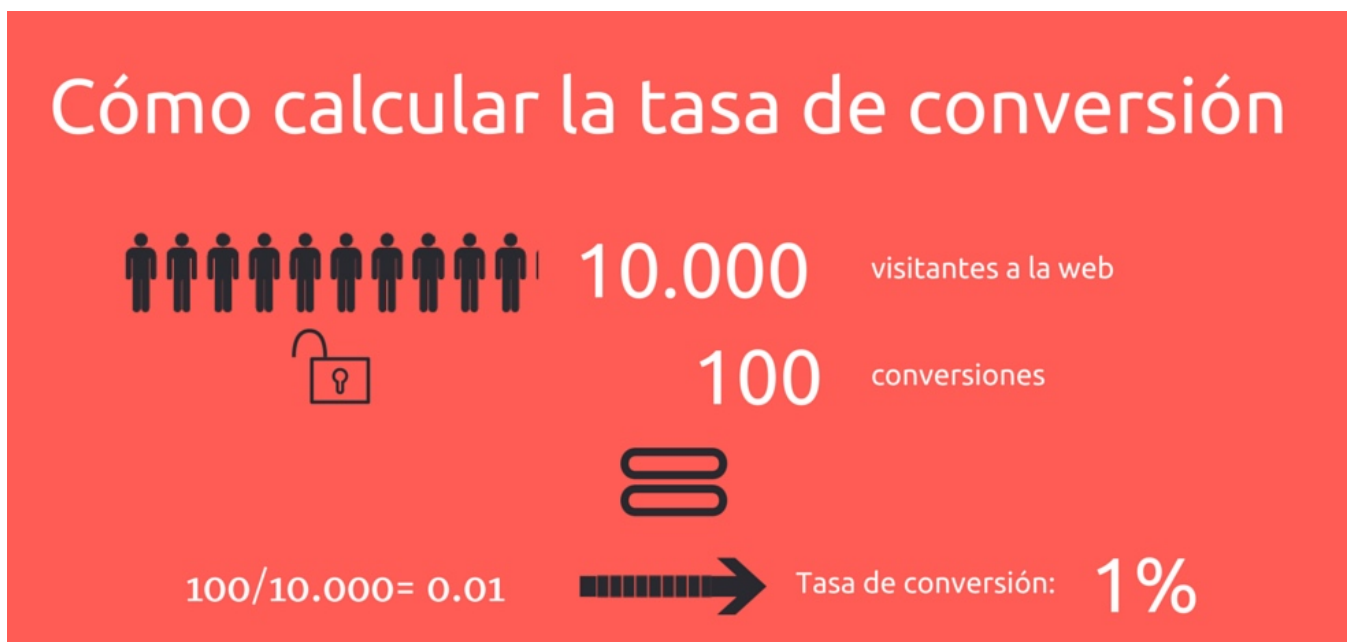 Cómo calcular la tasa de conversión
10.000 visitantes a la web
100 conversiones
100/10.000= 0.01 Tasa de conversión: 1%